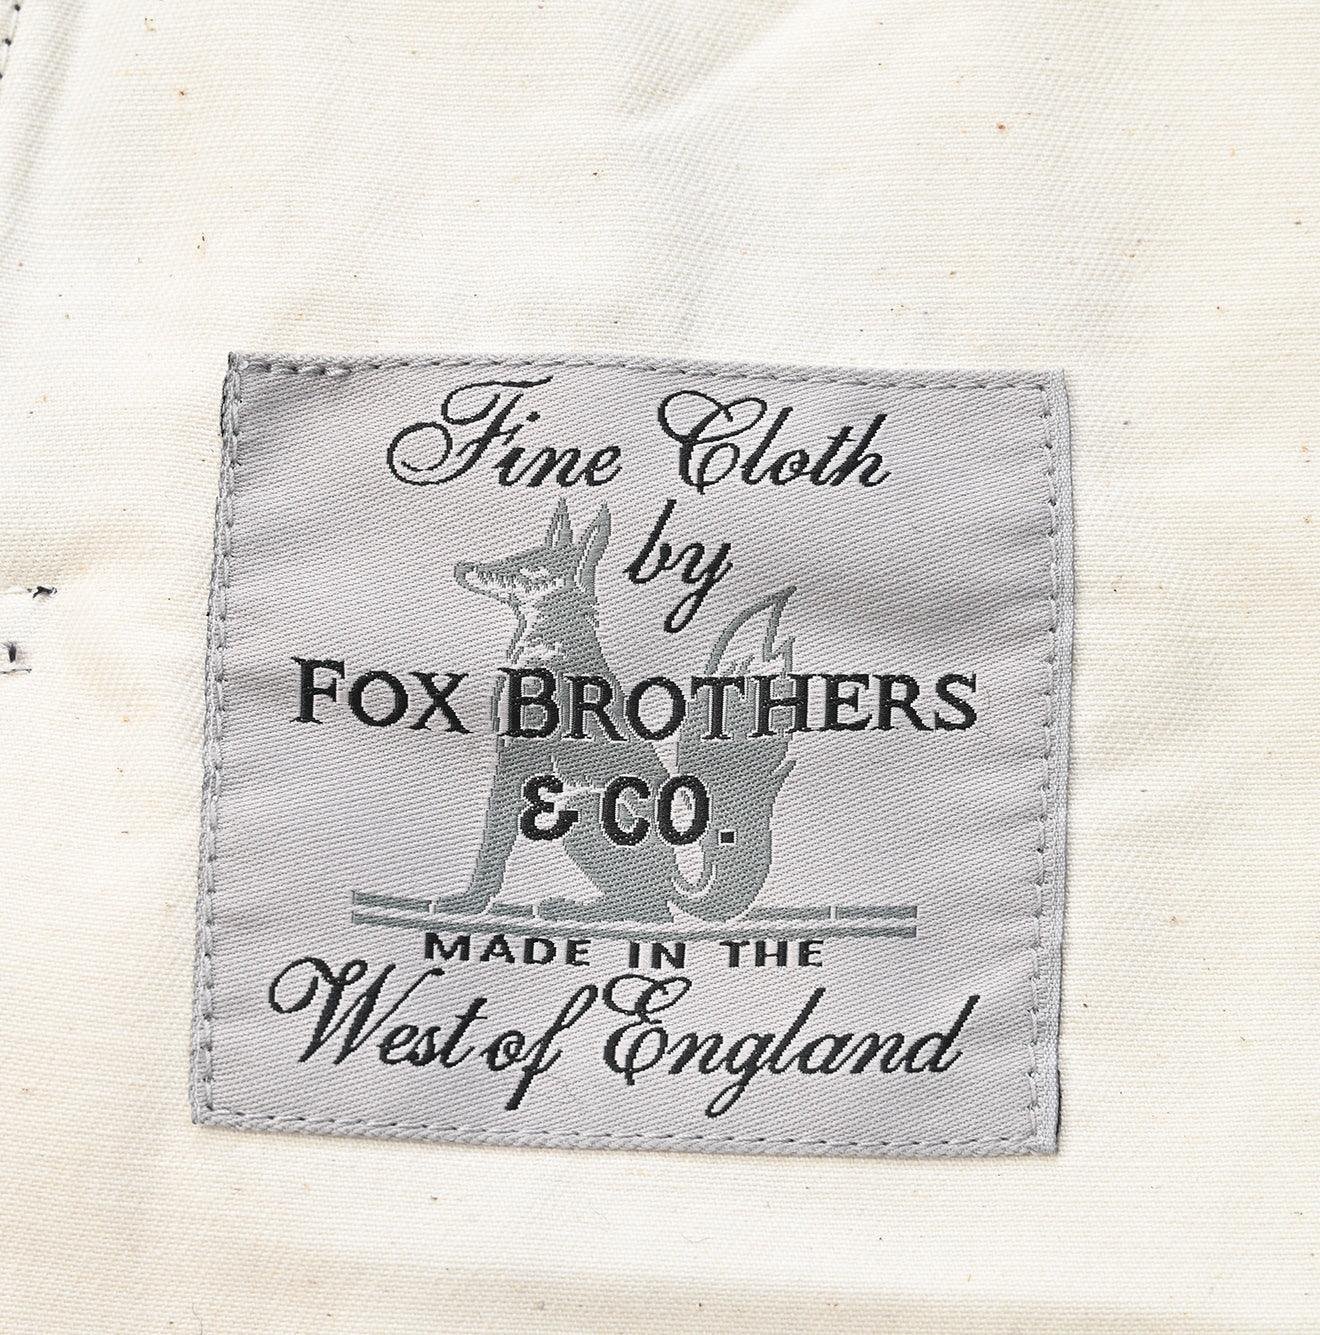 Fine Cloth
by
FOX BROTHERS
& CO.
MADE IN THE
West of England